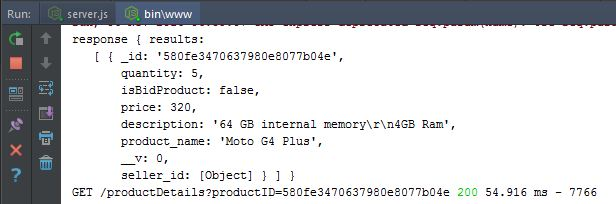 server.js
bin\www
response { results:
[ { _id: '580fe3470637980e8077b04e',
quantity: 5,
isBidProduct: false,
price: 320,
description: '64 GB internal memory\r\n4GB Ram',
product_name: 'Moto G4 Plus',
__v: 0,
seller_id: [Object] } ] }
GET /productDetails?productID=580fe3470637980e8077b04e 200 54.916 ms - 7766